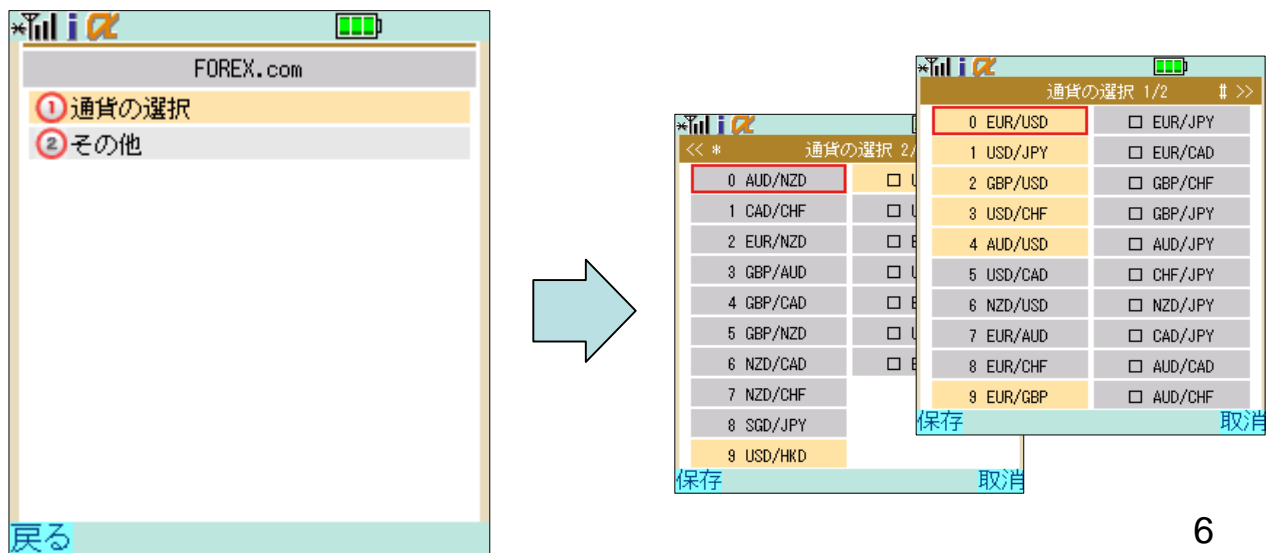 FOREX.com
① 通貨の選択
② その他
戻る
<< * 通貨の選択 2/
0 AUD/NZD
1 CAD/CHF
2 EUR/NZD
3 GBP/AUD
4 GBP/CAD
5 GBP/NZD
6 NZD/CAD
7 NZD/CHF
8 SGD/JPY
9 USD/HKD
保存 取消
通貨の選択 1/2 # >>
0 EUR/USD □ EUR/JPY
1 USD/JPY □ EUR/CAD
2 GBP/USD □ GBP/CHF
3 USD/CHF □ GBP/JPY
4 AUD/USD □ AUD/JPY
5 USD/CAD □ CHF/JPY
6 NZD/USD □ NZD/JPY
7 EUR/AUD □ CAD/JPY
8 EUR/CHF □ AUD/CAD
9 EUR/GBP □ AUD/CHF
保存 取消
6